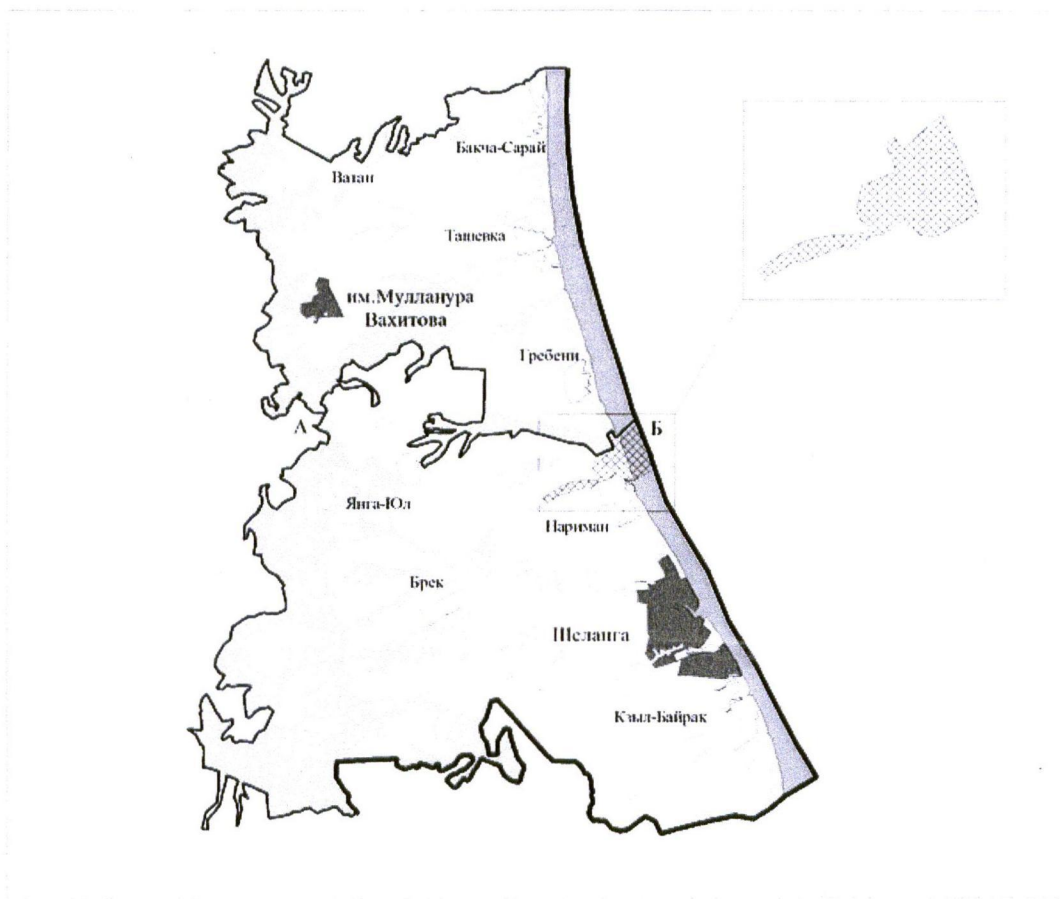 Бакча-Сарай
Ватан
Ташевка
им.Мулланура
Вахитова
Гребени
А
Б
Янга-Юл
Нариман
Брек
Шеланга
Кзыл-Байрак